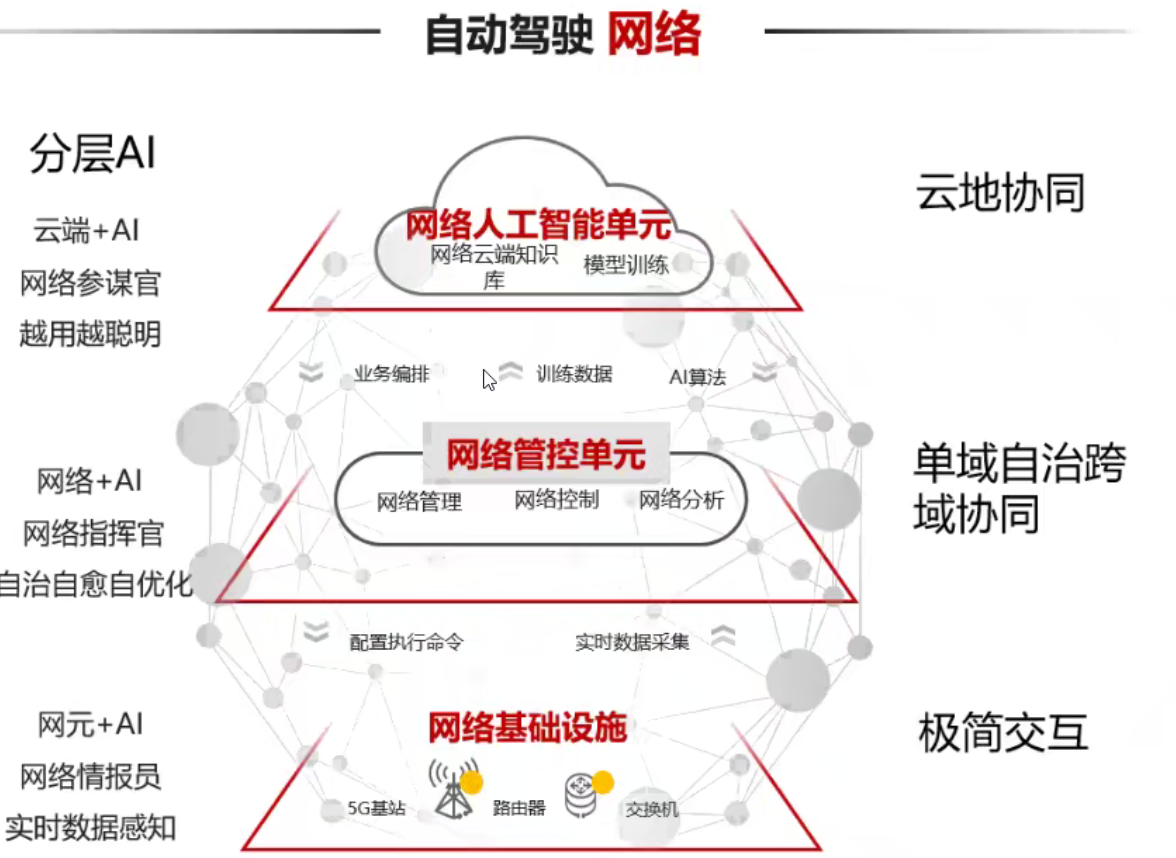 自动驾驶 网络
分层AI
云端+AI
网络参谋官
越用越聪明
网络人工智能单元
网络云端知识
库
模型训练
云地协同
业务编排
训练数据
AI算法
网络+AI
网络指挥官
自治自愈自优化
网络管控单元
网络管理
网络控制
网络分析
单域自治跨
域协同
配置执行命令
实时数据采集
网元+AI
网络情报员
实时数据感知
网络基础设施
5G基站
路由器
交换机
极简交互